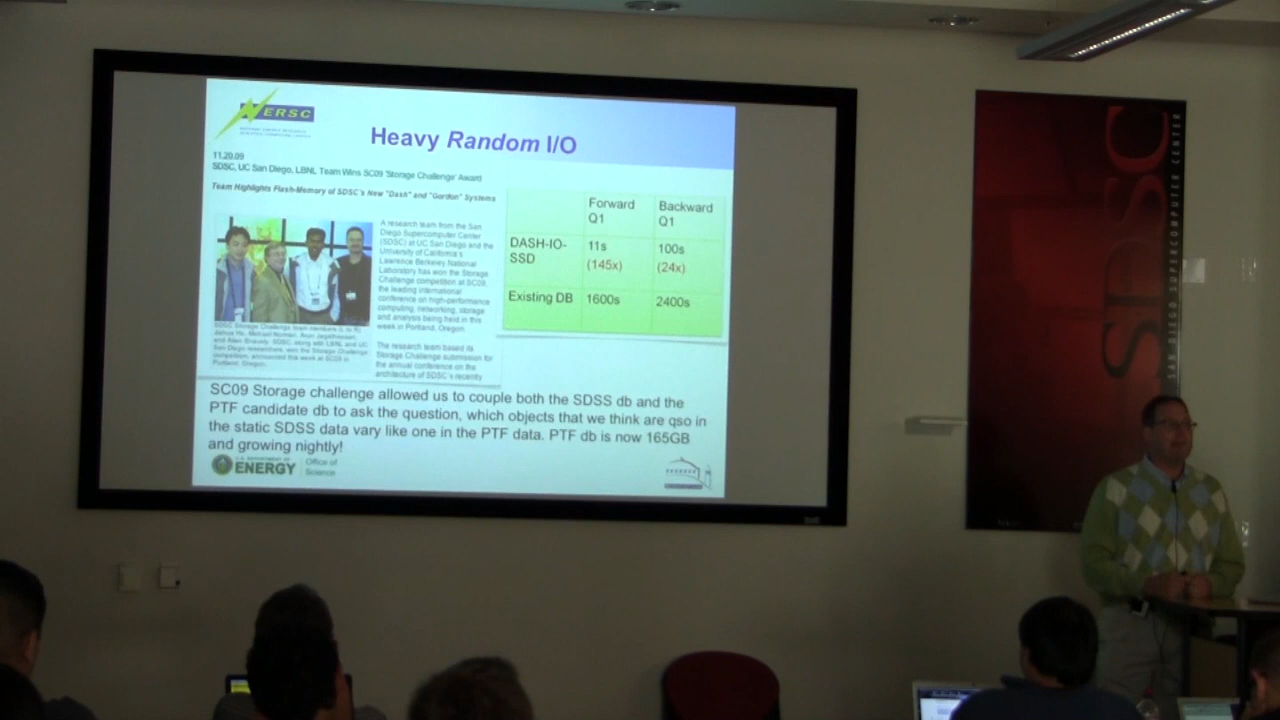 NERSC
Heavy Random I/O
11.20.09
SDSC, UC San Diego, LBNL Team Wins SC09 'Storage Challenge' Award
Team Highlights Flash-Memory of SDSC's New "Dash" and "Gordon" Systems
A research team from the San
Diego Supercomputer Center
(SDSC) at UC San Diego and the
University of California's
Lawrence Berkeley National
Laboratory has won the Storage
Challenge competition at SC09,
the leading international
conference on high-performance
computing, networking, storage
and analysis being held in this
week in Portland, Oregon.
The research team based its
Storage Challenge submission for
the annual conference on the
architecture of SDSC's recently
Forward Q1
Backward Q1
DASH-IO-SSD
11s (145x)
100s (24x)
Existing DB
1600s
2400s
SC09 Storage challenge allowed us to couple both the SDSS db and the
PTF candidate db to ask the question, which objects that we think are qso in
the static SDSS data vary like one in the PTF data. PTF db is now 165GB
and growing nightly!
U.S. DEPARTMENT OF
ENERGY
Office of
Science
SDSC
SAN DIEGO SUPERCOMPUTER CENTER